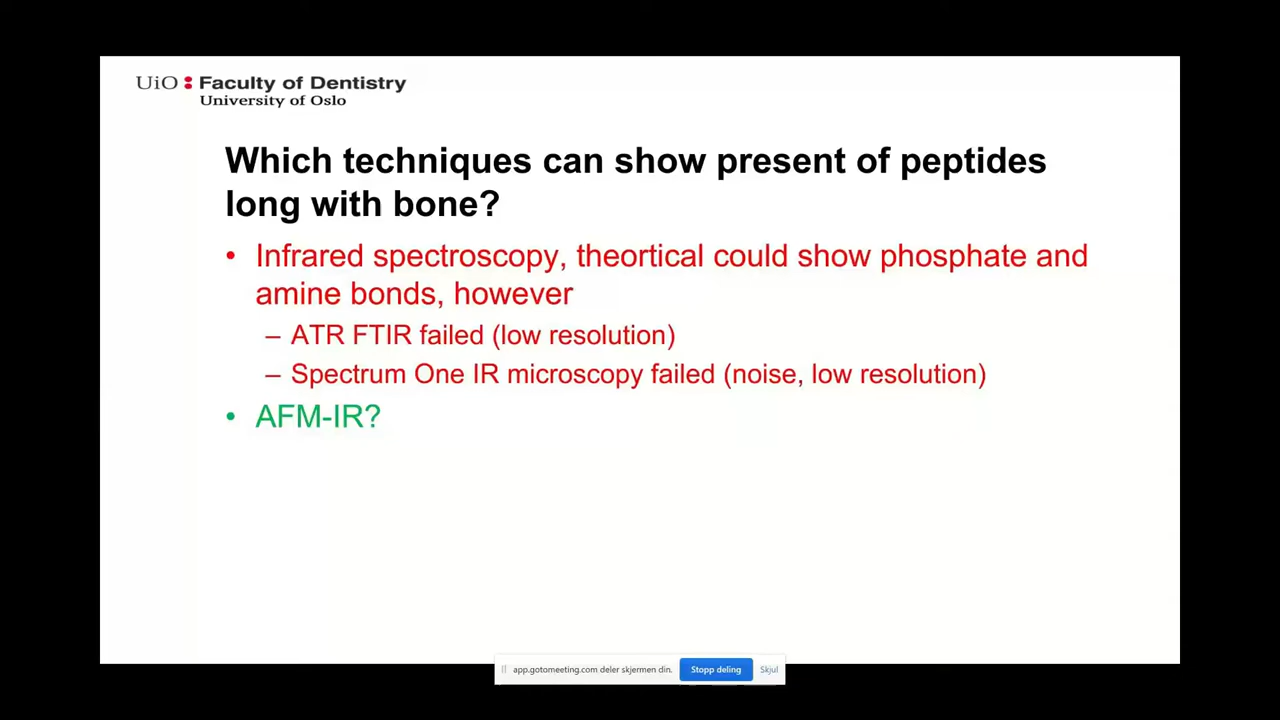 UiO Faculty of Dentistry
University of Oslo
Which techniques can show present of peptides
long with bone?
• Infrared spectroscopy, theortical could show phosphate and
amine bonds, however
– ATR FTIR failed (low resolution)
– Spectrum One IR microscopy failed (noise, low resolution)
• AFM-IR?
app.gotomeeting.com deler skjermen din. Stopp deling Skjul